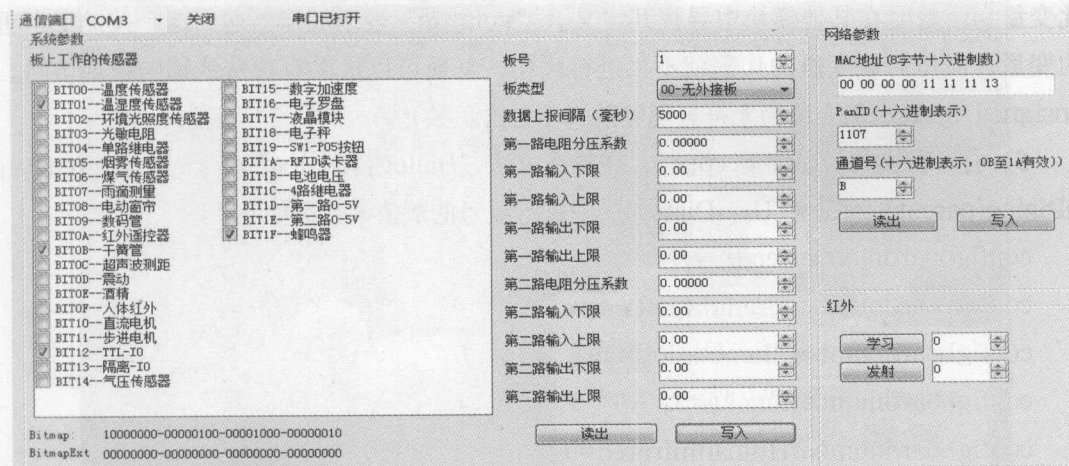 通信端口 COM3 关闭 串口已打开
系统参数
板上工作的传感器
BIT00--温度传感器
BIT01--温湿度传感器
BIT02--环境光照度传感器
BIT03--光敏电阻
BIT04--单路继电器
BIT05--烟雾传感器
BIT06--煤气传感器
BIT07--雨滴测量
BIT08--电动窗帘
BIT09--数码管
BIT0A--红外遥控器
BIT0B--干簧管
BIT0C--超声波测距
BIT0D--震动
BIT0E--酒精
BIT0F--人体红外
BIT10--直流电机
BIT11--步进电机
BIT12--TTL-IO
BIT13--隔离-IO
BIT14--气压传感器
BIT15--数字加速度
BIT16--电子罗盘
BIT17--液晶模块
BIT18--电子秤
BIT19--SW1-P05按钮
BIT1A--RFID读卡器
BIT1B--电池电压
BIT1C--4路继电器
BIT1D--第一路0-5V
BIT1E--第二路0-5V
BIT1F--蜂鸣器
Bitmap: 10000000-00000100-00001000-00000010
BitmapExt 00000000-00000000-00000000-00000000
板号 1
板类型 00-无外接板
数据上报间隔（毫秒） 5000
第一路电阻分压系数 0.00000
第一路输入下限 0.00
第一路输入上限 0.00
第一路输出下限 0.00
第一路输出上限 0.00
第二路电阻分压系数 0.00000
第二路输入下限 0.00
第二路输入上限 0.00
第二路输出下限 0.00
第二路输出上限 0.00
读出 写入
网络参数
MAC地址(8字节十六进制数)
00 00 00 00 11 11 11 13
PanID(十六进制表示)
1107
通道号(十六进制表示，0B至1A有效))
B
读出 写入
红外
学习 0
发射 0